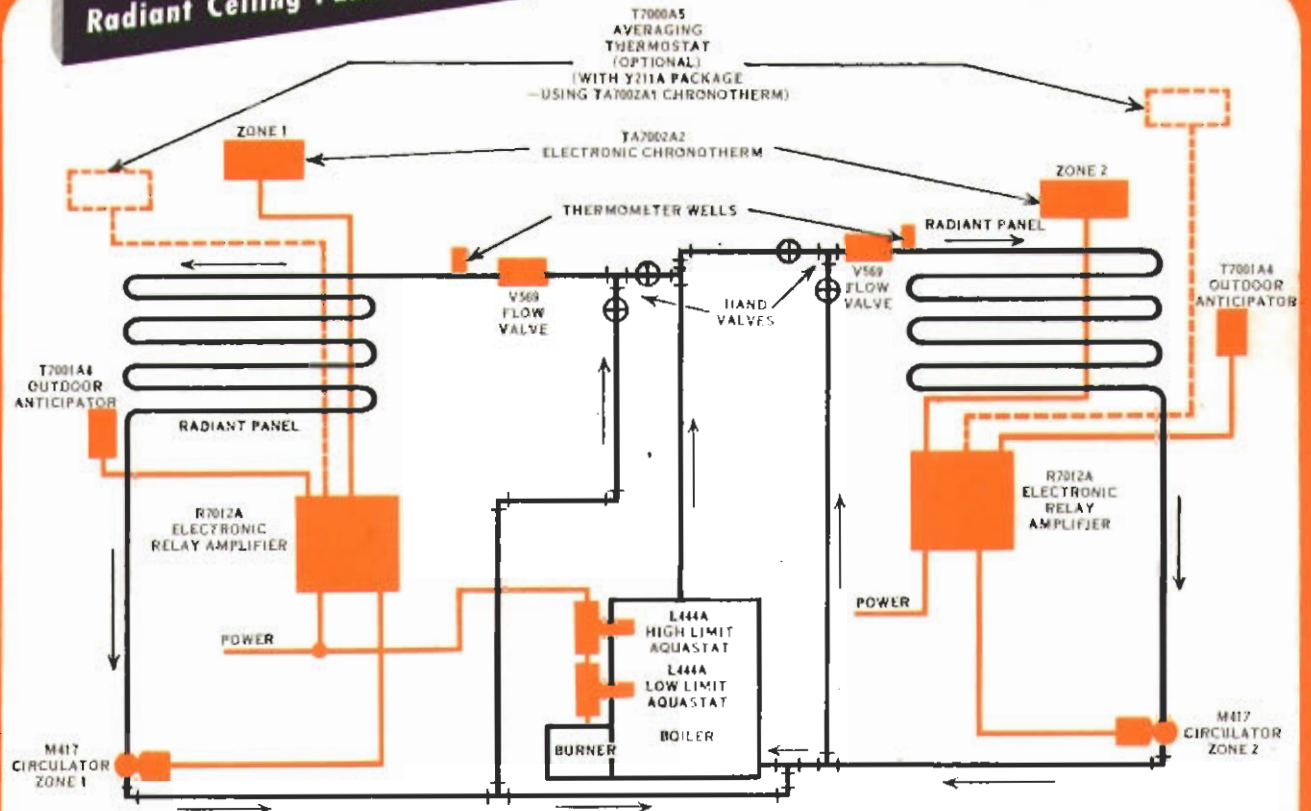 Radiant Ceiling
T7000A5
AVERAGING
THERMOSTAT
(OPTIONAL)
(WITH Y211A PACKAGE
—USING TA7002A1 CHRONOTHERM)
ZONE 1
TA7002A2
ELECTRONIC CHRONOTHERM
ZONE 2
THERMOMETER WELLS
RADIANT PANEL
V569
FLOW
VALVE
HAND
VALVES
V569
FLOW
VALVE
T7001A4
OUTDOOR
ANTICIPATOR
T7001A4
OUTDOOR
ANTICIPATOR
RADIANT PANEL
R7012A
ELECTRONIC
RELAY AMPLIFIER
R7012A
ELECTRONIC
RELAY
AMPLIFIER
POWER
POWER
L444A
HIGH LIMIT
AQUASTAT
L444A
LOW LIMIT
AQUASTAT
BURNER
BOILER
M417
CIRCULATOR
ZONE 1
M417
CIRCULATOR
ZONE 2